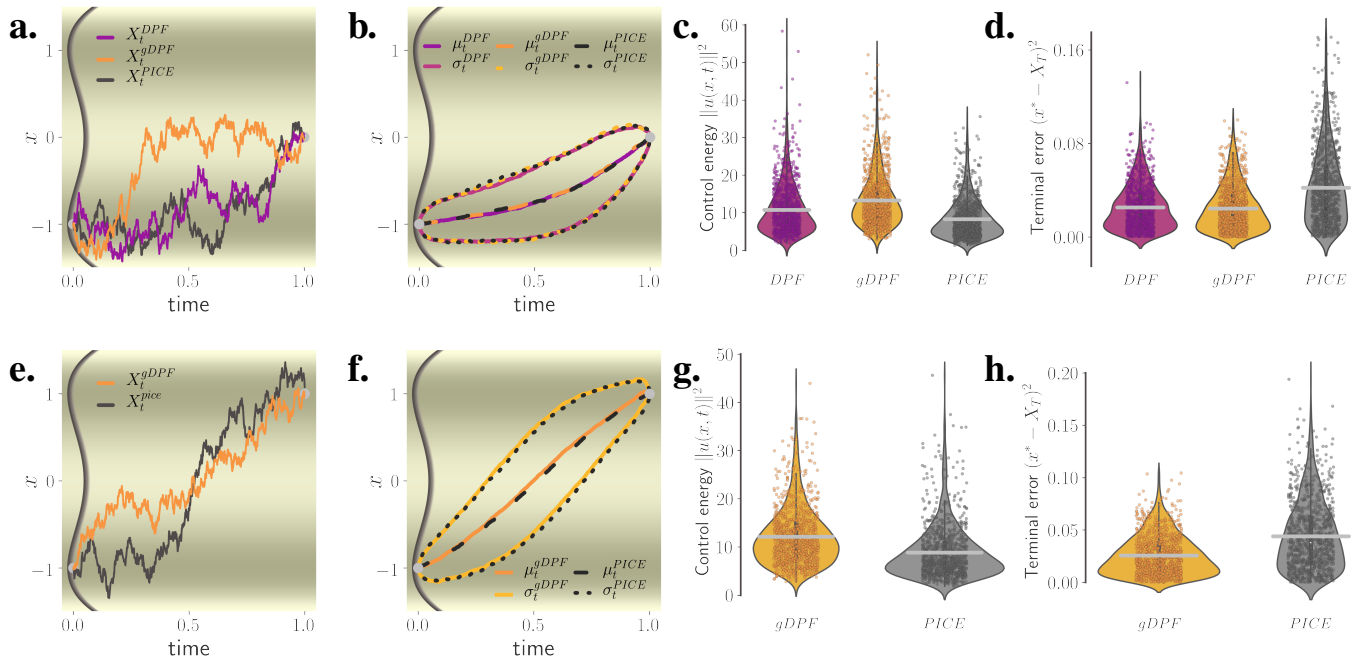 a.
X_t^{DPF}
X_t^{gDPF}
X_t^{PICE}
x
1
0
−1
0.0 0.5 1.0
time
b.
μ_t^{DPF} μ_t^{gDPF} μ_t^{PICE}
σ_t^{DPF} σ_t^{gDPF} σ_t^{PICE}
x
1
0
−1
0.0 0.5 1.0
time
c.
Control energy ||u(x, t)||^2
60
50
40
30
20
10
0
DPF gDPF PICE
d.
Terminal error (x* − X_T)^2
0.16
0.08
0.00
DPF gDPF PICE
e.
X_t^{gDPF}
X_t^{pice}
x
1
0
−1
0.0 0.5 1.0
time
f.
μ_t^{gDPF} μ_t^{PICE}
σ_t^{gDPF} σ_t^{PICE}
x
1
0
−1
0.0 0.5 1.0
time
g.
Control energy ||u(x, t)||^2
50
40
30
20
10
0
gDPF PICE
h.
Terminal error (x* − X_T)^2
0.20
0.15
0.10
0.05
0.00
gDPF PICE